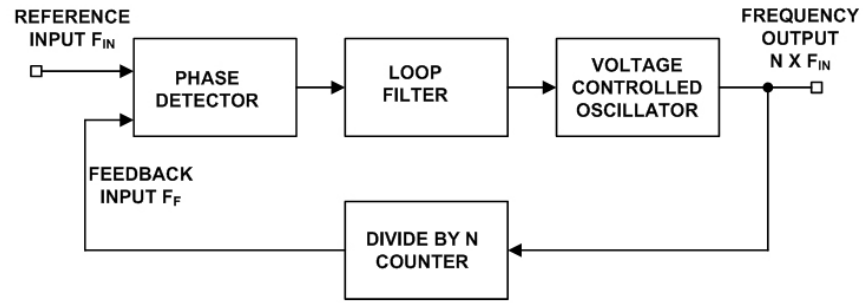 REFERENCE
INPUT FIN
PHASE
DETECTOR
LOOP
FILTER
VOLTAGE
CONTROLLED
OSCILLATOR
FREQUENCY
OUTPUT
N X FIN
FEEDBACK
INPUT FF
DIVIDE BY N
COUNTER